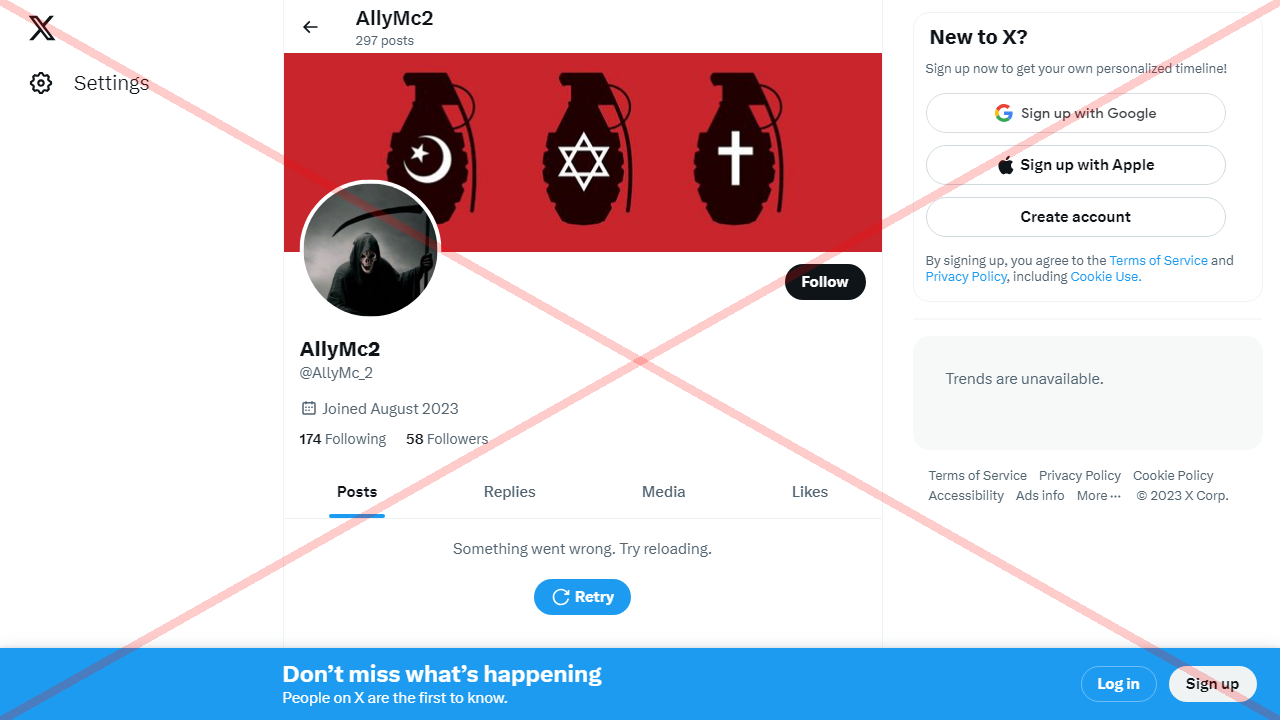 AllyMc2
297 posts
Settings
Follow
AllyMc2
@AllyMc_2
Joined August 2023
174 Following 58 Followers
Posts Replies Media Likes
Something went wrong. Try reloading.
Retry
New to X?
Sign up now to get your own personalized timeline!
Sign up with Google
Sign up with Apple
Create account
By signing up, you agree to the Terms of Service and
Privacy Policy, including Cookie Use.
Trends are unavailable.
Terms of Service Privacy Policy Cookie Policy
Accessibility Ads info More ··· © 2023 X Corp.
Don’t miss what’s happening
People on X are the first to know.
Log in Sign up